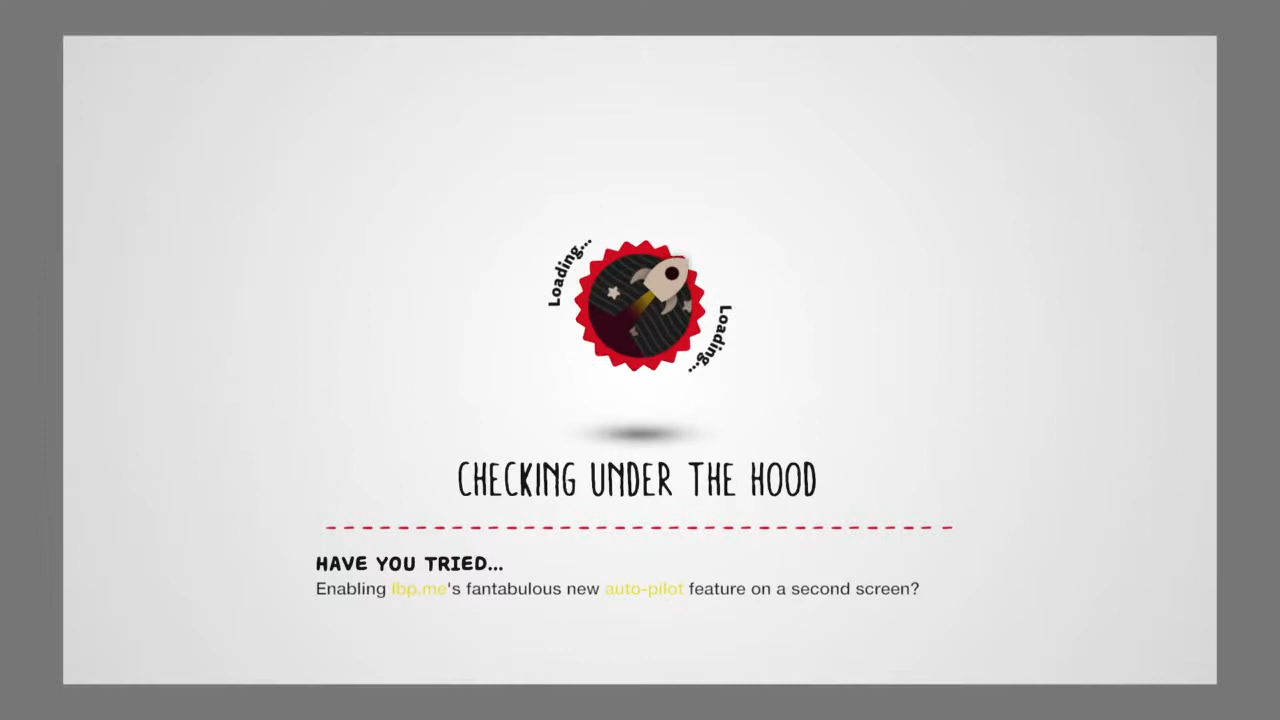 Loading...
Loading...
CHECKING UNDER THE HOOD
HAVE YOU TRIED...
Enabling lbp.me's fantabulous new auto-pilot feature on a second screen?